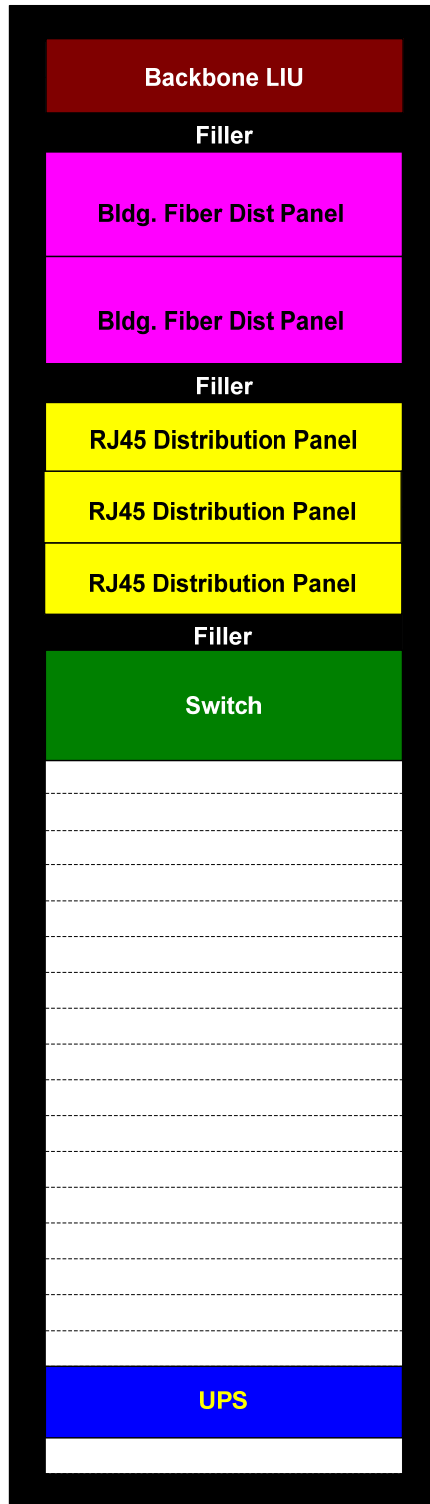 Backbone LIU
Filler
Bldg. Fiber Dist Panel
Bldg. Fiber Dist Panel
Filler
RJ45 Distribution Panel
RJ45 Distribution Panel
RJ45 Distribution Panel
Filler
Switch
UPS